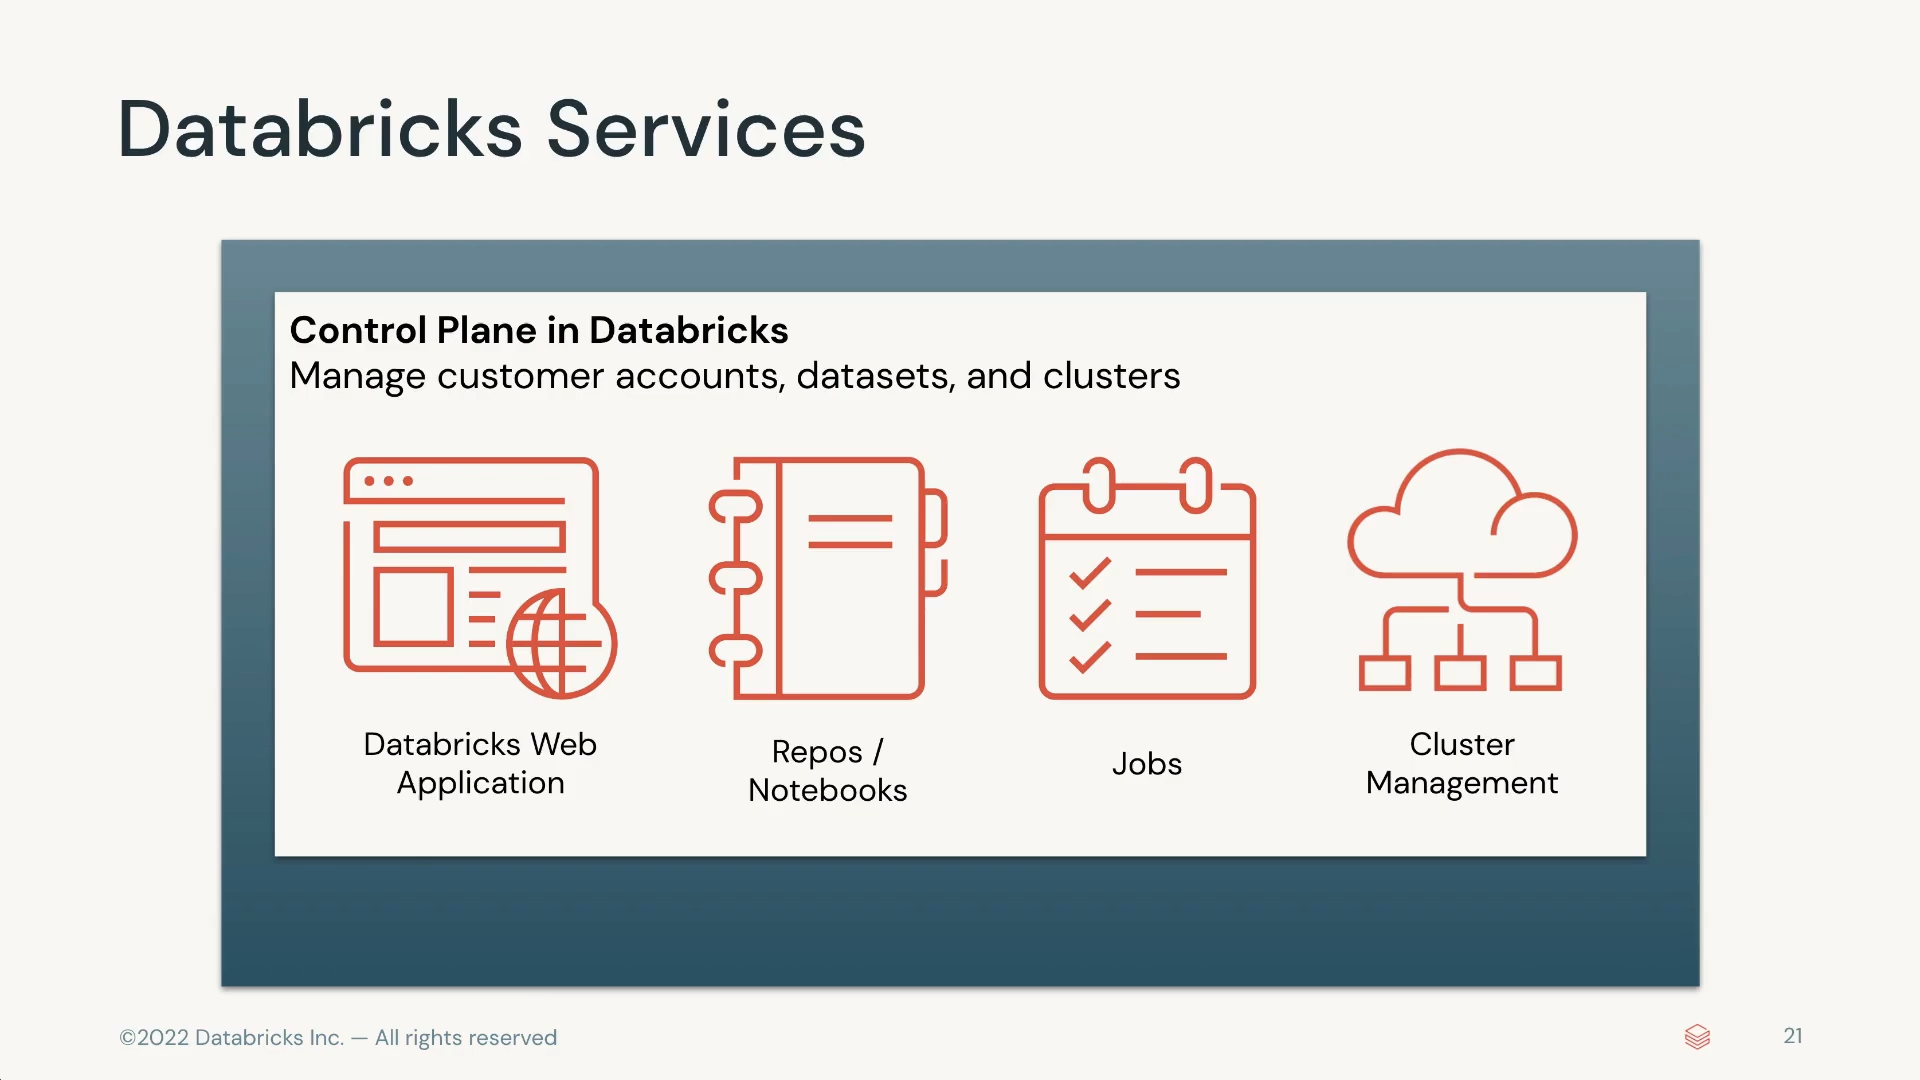 Databricks Services
Control Plane in Databricks
Manage customer accounts, datasets, and clusters
Databricks Web
Application
Repos /
Notebooks
Jobs
Cluster
Management
©2022 Databricks Inc. — All rights reserved
21